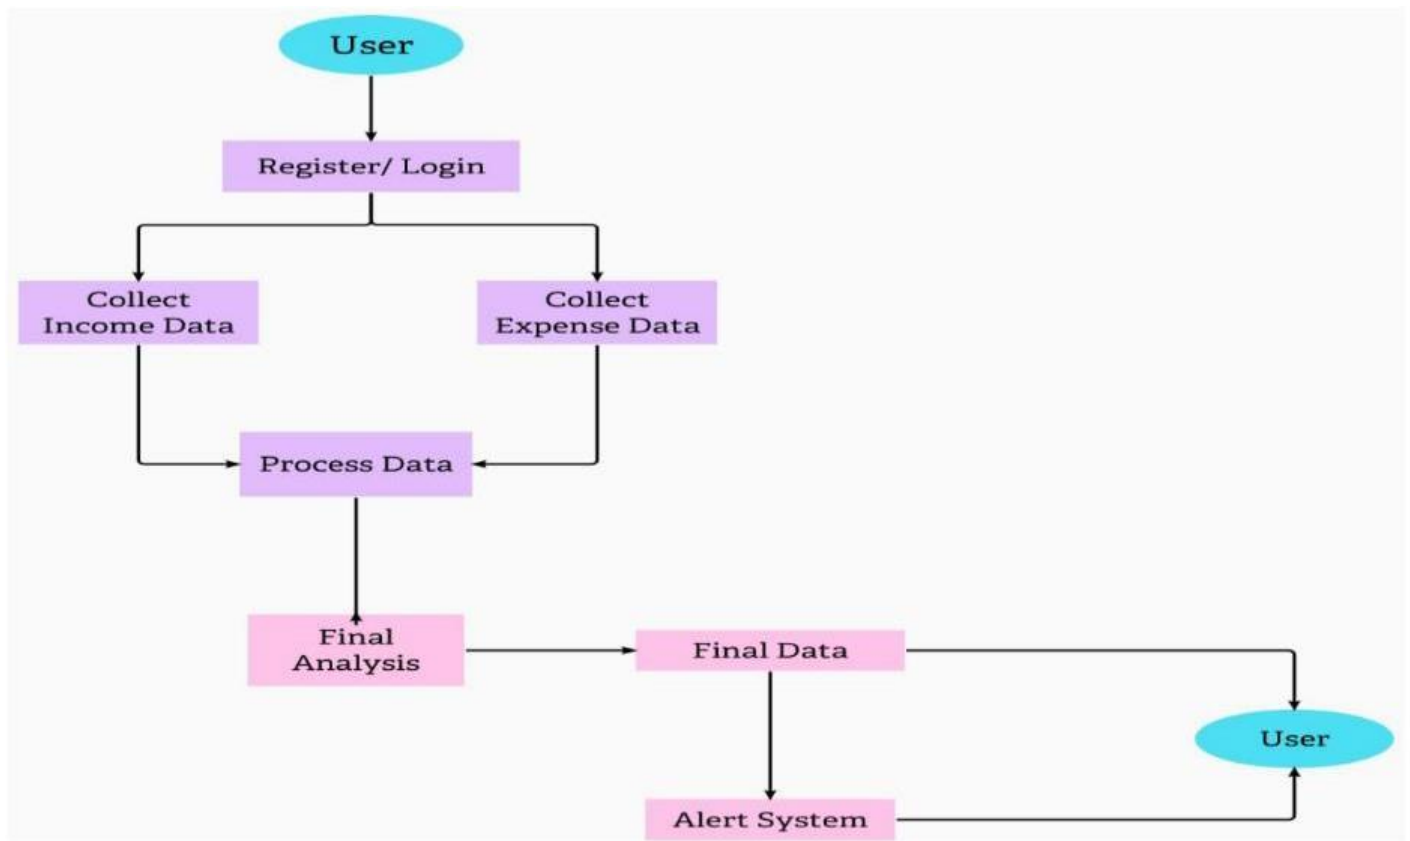 User
Register/ Login
Collect
Income Data
Collect
Expense Data
Process Data
Final
Analysis
Final Data
User
Alert System